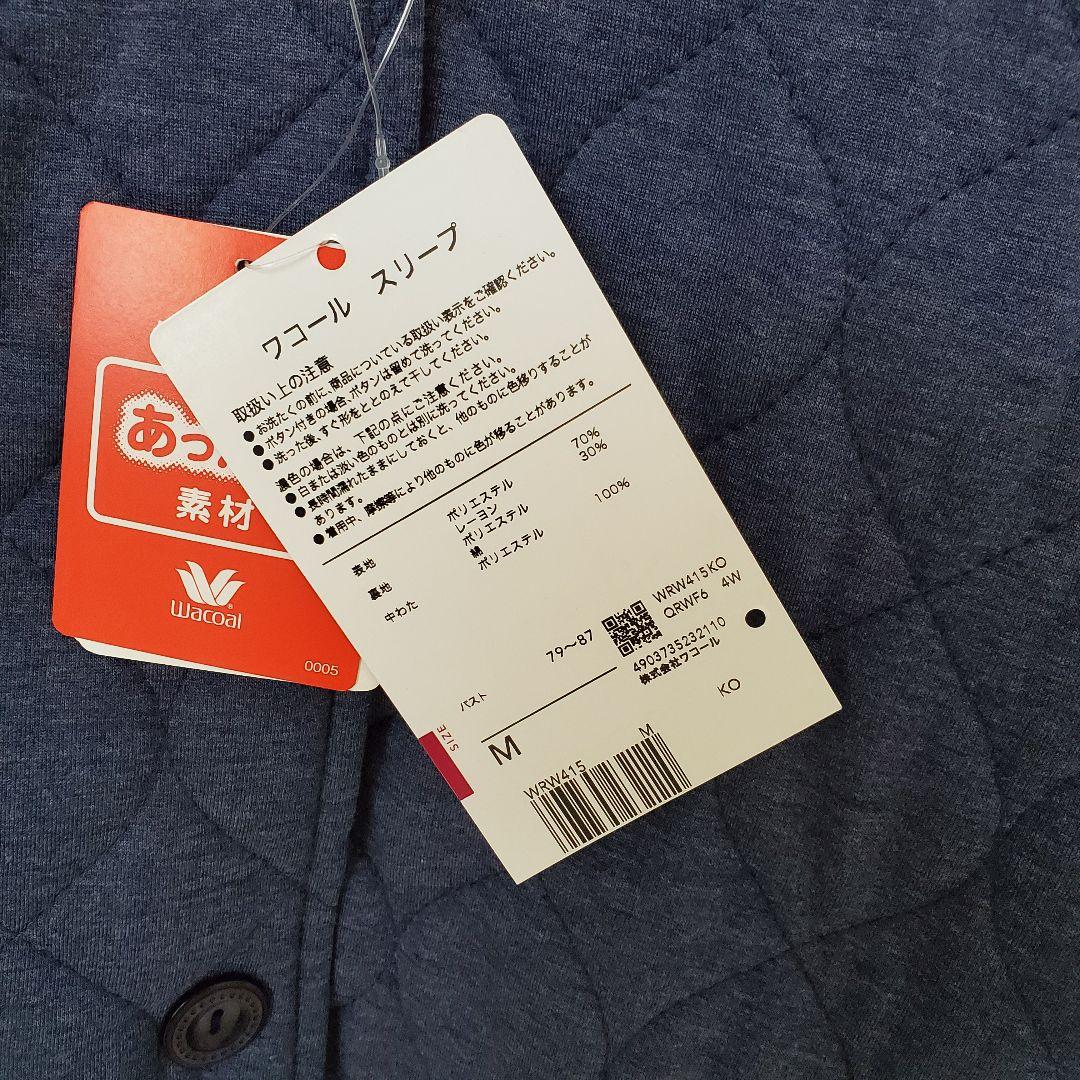 ワコール スリープ
取扱い上の注意
●お洗たくの前に、商品についている取扱い表示をご確認ください。
●ボタン付きの場合、ボタンは留めて洗ってください。
●洗った後、すぐ形をととのえて干してください。
濃色の場合は、下記の点にご注意ください。
●白または淡い色のものとは別に洗ってください。
●長時間濡れたままにしておくと、他のものに色移りすることが
あります。
●着用中、摩擦等により他のものに色が移ることがあります。
表地 ポリエステル 70%
レーヨン 30%
裏地 ポリエステル
綿
中わた ポリエステル 100%
WRW415KO
QRWF6 4W
4903735232110
株式会社ワコール
バスト 79～87
SIZE
M
KO
WRW415 M
あっ
素材
Wacoal®
0005